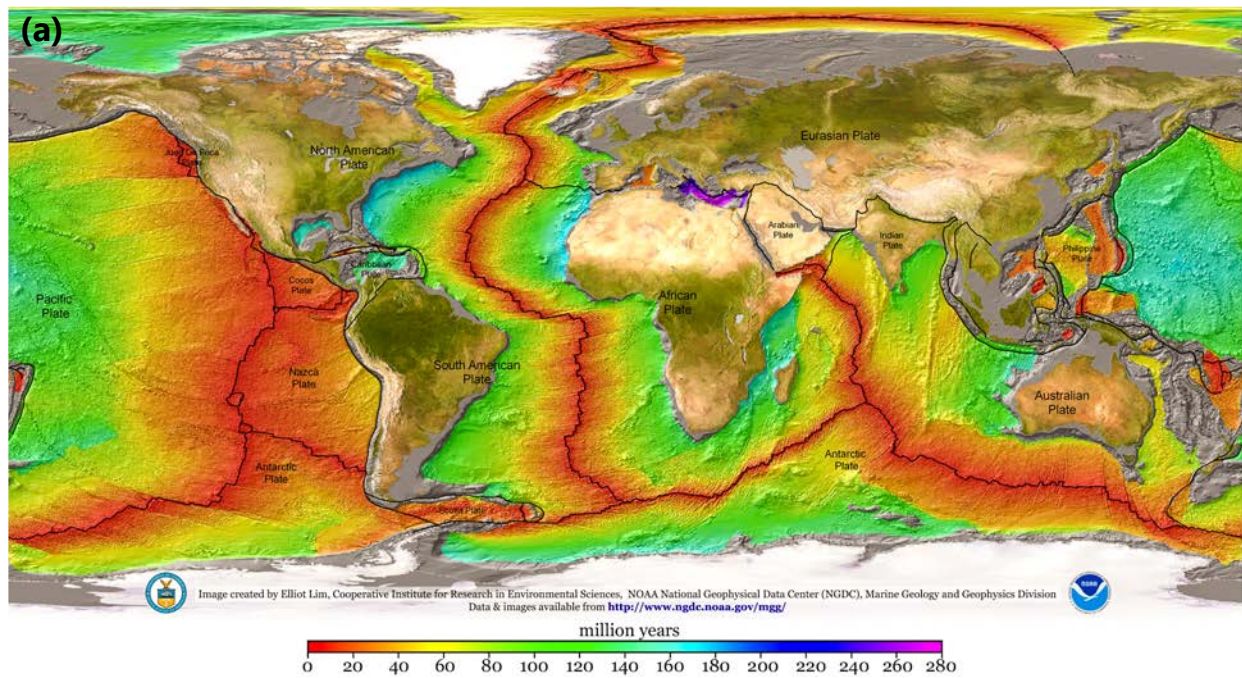 (a)
North American
Plate
Juan De Fuca
Plate
Eurasian Plate
Arabian
Plate
Indian
Plate
Philippine
Plate
Caribbean
Plate
Cocos
Plate
Pacific
Plate
African
Plate
South American
Plate
Nazca
Plate
Australian
Plate
Antarctic
Plate
Antarctic
Plate
Scotia Plate
noaa
Image created by Elliot Lim, Cooperative Institute for Research in Environmental Sciences, NOAA National Geophysical Data Center (NGDC), Marine Geology and Geophysics Division
Data & images available from http://www.ngdc.noaa.gov/mgg/
million years
0 20 40 60 80 100 120 140 160 180 200 220 240 260 280